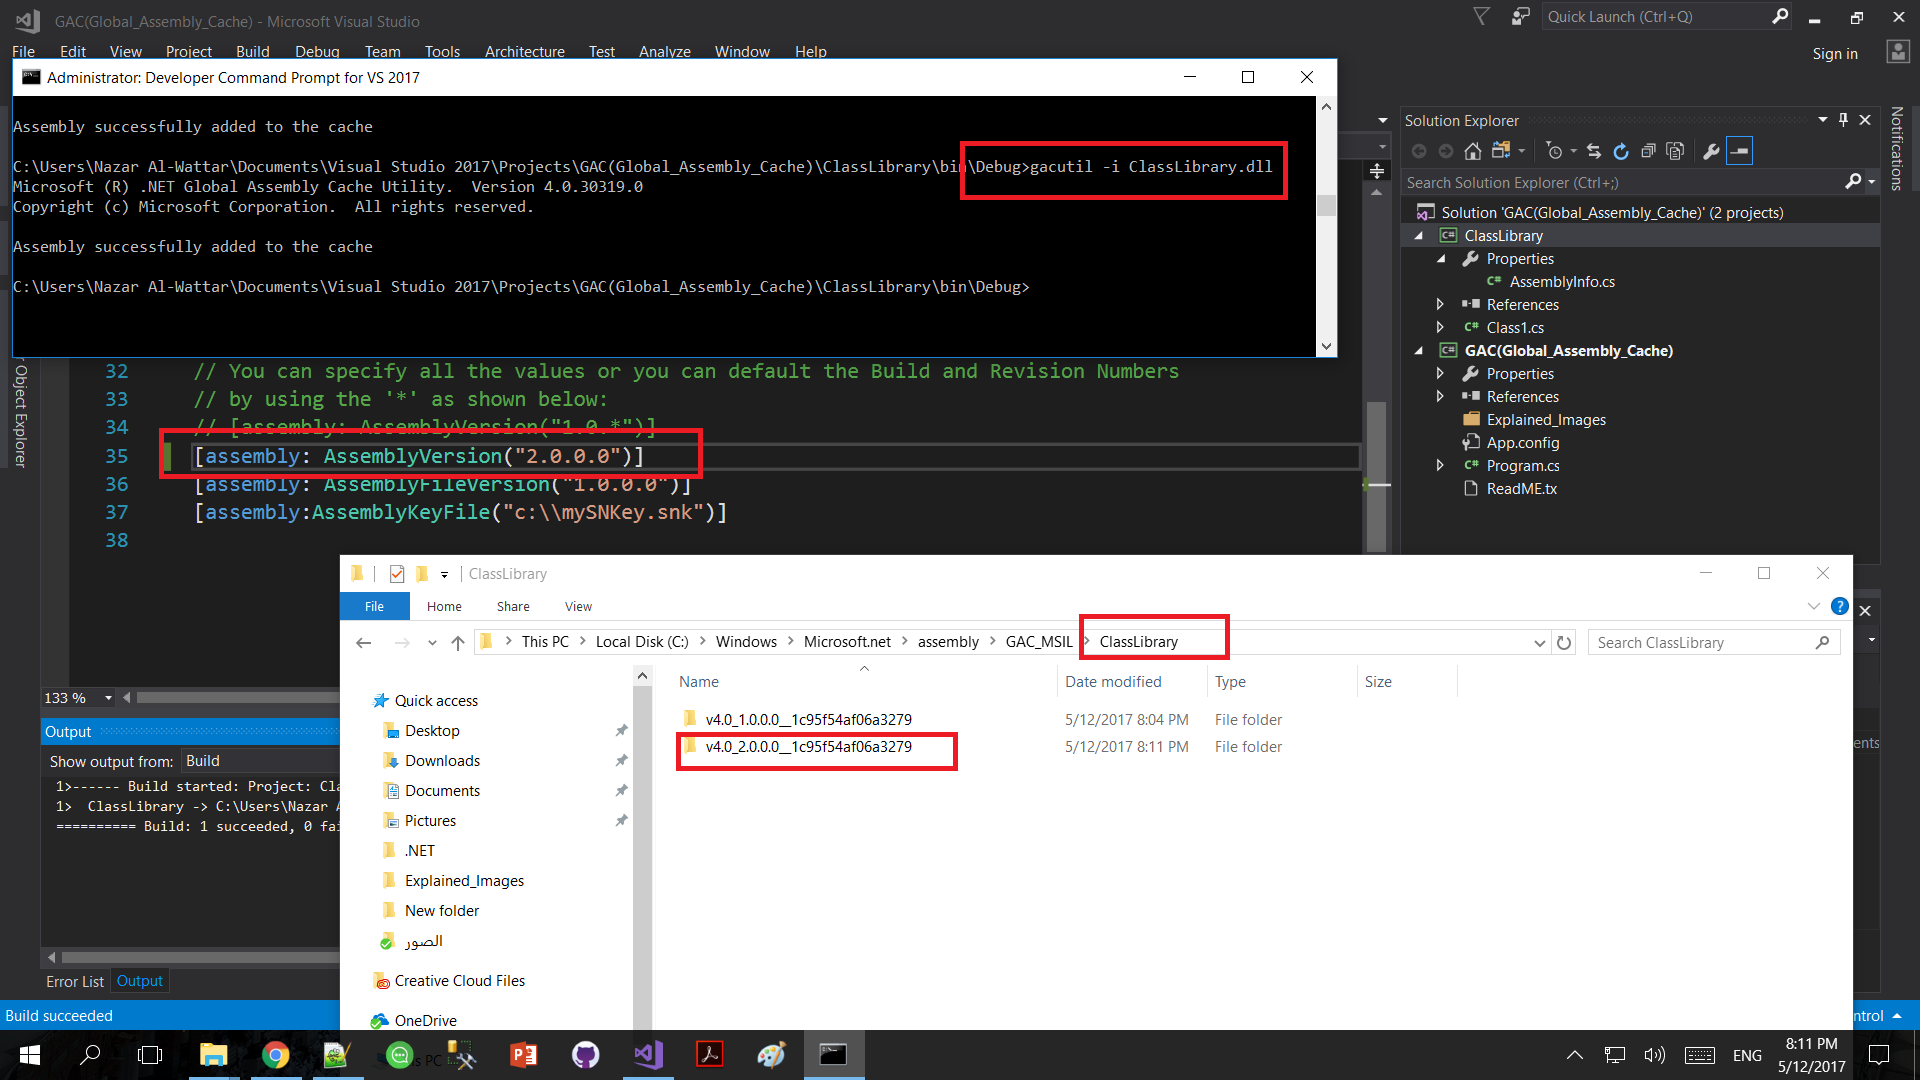 GAC(Global_Assembly_Cache) - Microsoft Visual Studio
Quick Launch (Ctrl+Q)
File Edit View Project Build Debug Team Tools Architecture Test Analyze Window Help
Sign in
Administrator: Developer Command Prompt for VS 2017
Assembly successfully added to the cache
C:\Users\Nazar Al-Wattar\Documents\Visual Studio 2017\Projects\GAC(Global_Assembly_Cache)\ClassLibrary\bin\Debug>gacutil -i ClassLibrary.dll
Microsoft (R) .NET Global Assembly Cache Utility.  Version 4.0.30319.0
Copyright (c) Microsoft Corporation.  All rights reserved.
Assembly successfully added to the cache
C:\Users\Nazar Al-Wattar\Documents\Visual Studio 2017\Projects\GAC(Global_Assembly_Cache)\ClassLibrary\bin\Debug>
Object Explorer
32 // You can specify all the values or you can default the Build and Revision Numbers
33 // by using the '*' as shown below:
34 // [assembly: AssemblyVersion("1.0.*")]
35 [assembly: AssemblyVersion("2.0.0.0")]
36 [assembly: AssemblyFileVersion("1.0.0.0")]
37 [assembly:AssemblyKeyFile("c:\\mySNKey.snk")]
38
133 %
Solution Explorer
Notifications
Search Solution Explorer (Ctrl+;)
Solution 'GAC(Global_Assembly_Cache)' (2 projects)
C# ClassLibrary
Properties
C# AssemblyInfo.cs
References
C# Class1.cs
C# GAC(Global_Assembly_Cache)
Properties
References
Explained_Images
App.config
C# Program.cs
ReadME.tx
Output
Show output from: Build
1>------ Build started: Project: Cla
1>  ClassLibrary -> C:\Users\Nazar A
========== Build: 1 succeeded, 0 fai
Error List Output
Build succeeded
ClassLibrary
File Home Share View
This PC > Local Disk (C:) > Windows > Microsoft.net > assembly > GAC_MSIL > ClassLibrary
Search ClassLibrary
Quick access
Desktop
Downloads
Documents
Pictures
.NET
Explained_Images
New folder
الصور
Creative Cloud Files
OneDrive
Name Date modified Type Size
v4.0_1.0.0.0__1c95f54af06a3279 5/12/2017 8:04 PM File folder
v4.0_2.0.0.0__1c95f54af06a3279 5/12/2017 8:11 PM File folder
ents
ntrol
PC
ENG
8:11 PM
5/12/2017